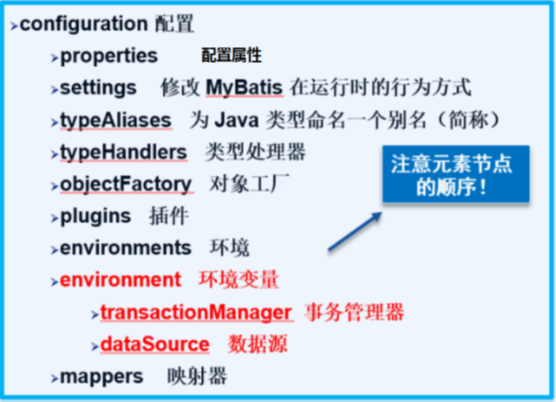 configuration 配置
properties 配置属性
settings 修改 MyBatis 在运行时的行为方式
typeAliases 为 Java 类型命名一个别名（简称）
typeHandlers 类型处理器
objectFactory 对象工厂
plugins 插件
environments 环境
environment 环境变量
transactionManager 事务管理器
dataSource 数据源
mappers 映射器
注意元素节点
的顺序！